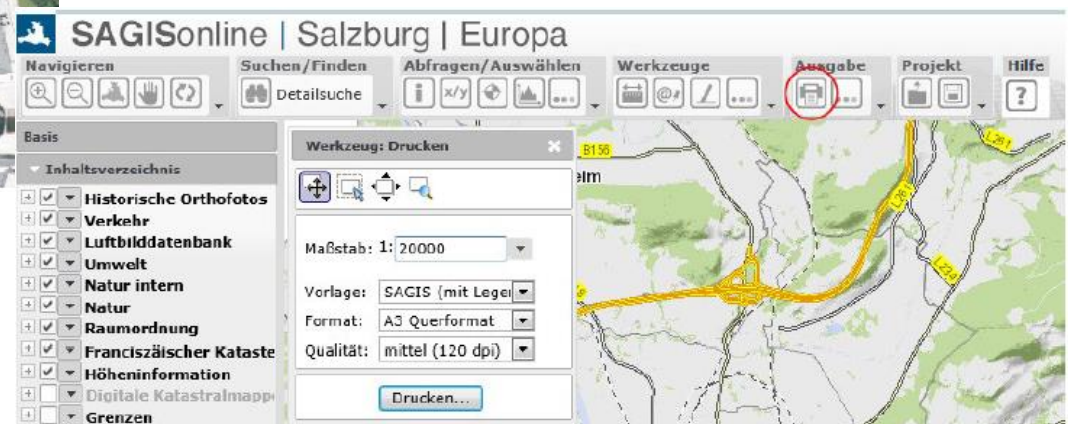 SAGISonline | Salzburg | Europa
Navigieren Suchen/Finden Abfragen/Auswählen Werkzeuge Ausgabe Projekt Hilfe
Detailsuche i x/y ... @ ... ... ?
Basis
Inhaltsverzeichnis
Historische Orthofotos
Verkehr
Luftbilddatenbank
Umwelt
Natur intern
Natur
Raumordnung
Franciszäischer Kataste
Höheninformation
Digitale Katastralmapp
Grenzen
Werkzeug: Drucken
Maßstab: 1: 20000
Vorlage: SAGIS (mit Leger
Format: A3 Querformat
Qualität: mittel (120 dpi)
Drucken...
B156
eim
L261
L261
L234